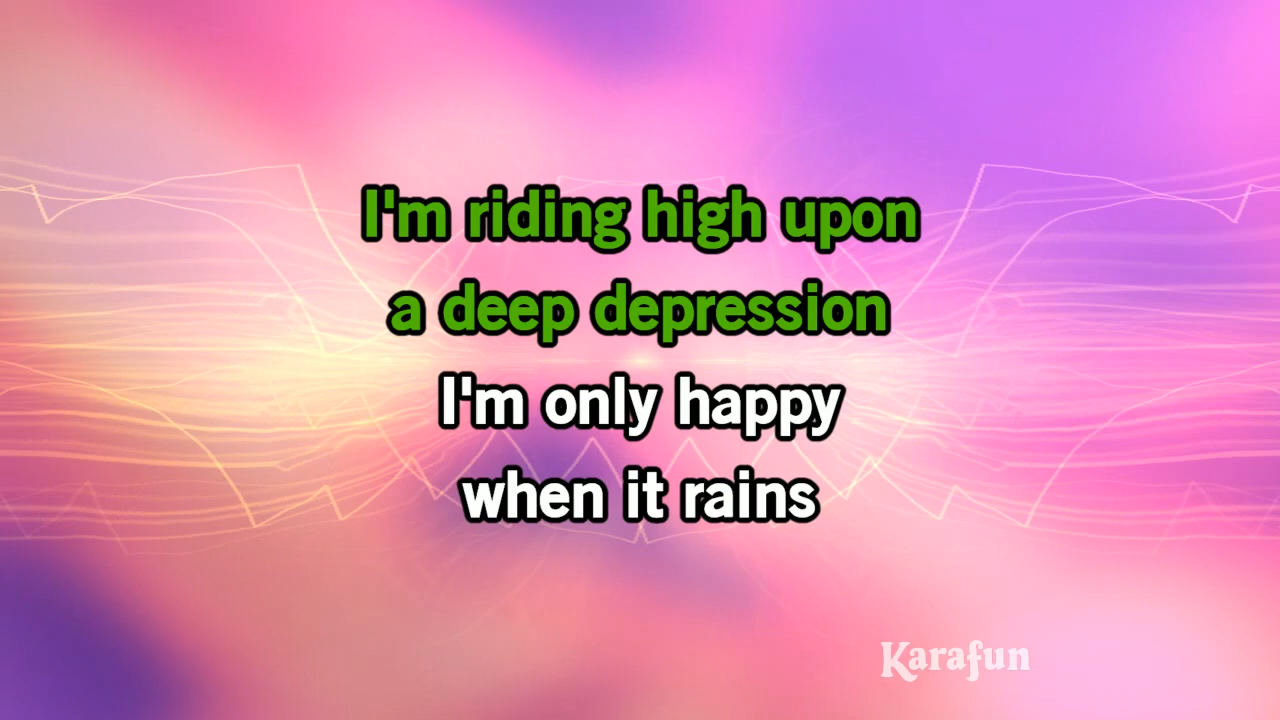 I'm riding high upon
a deep depression
I'm only happy
when it rains
Karafun